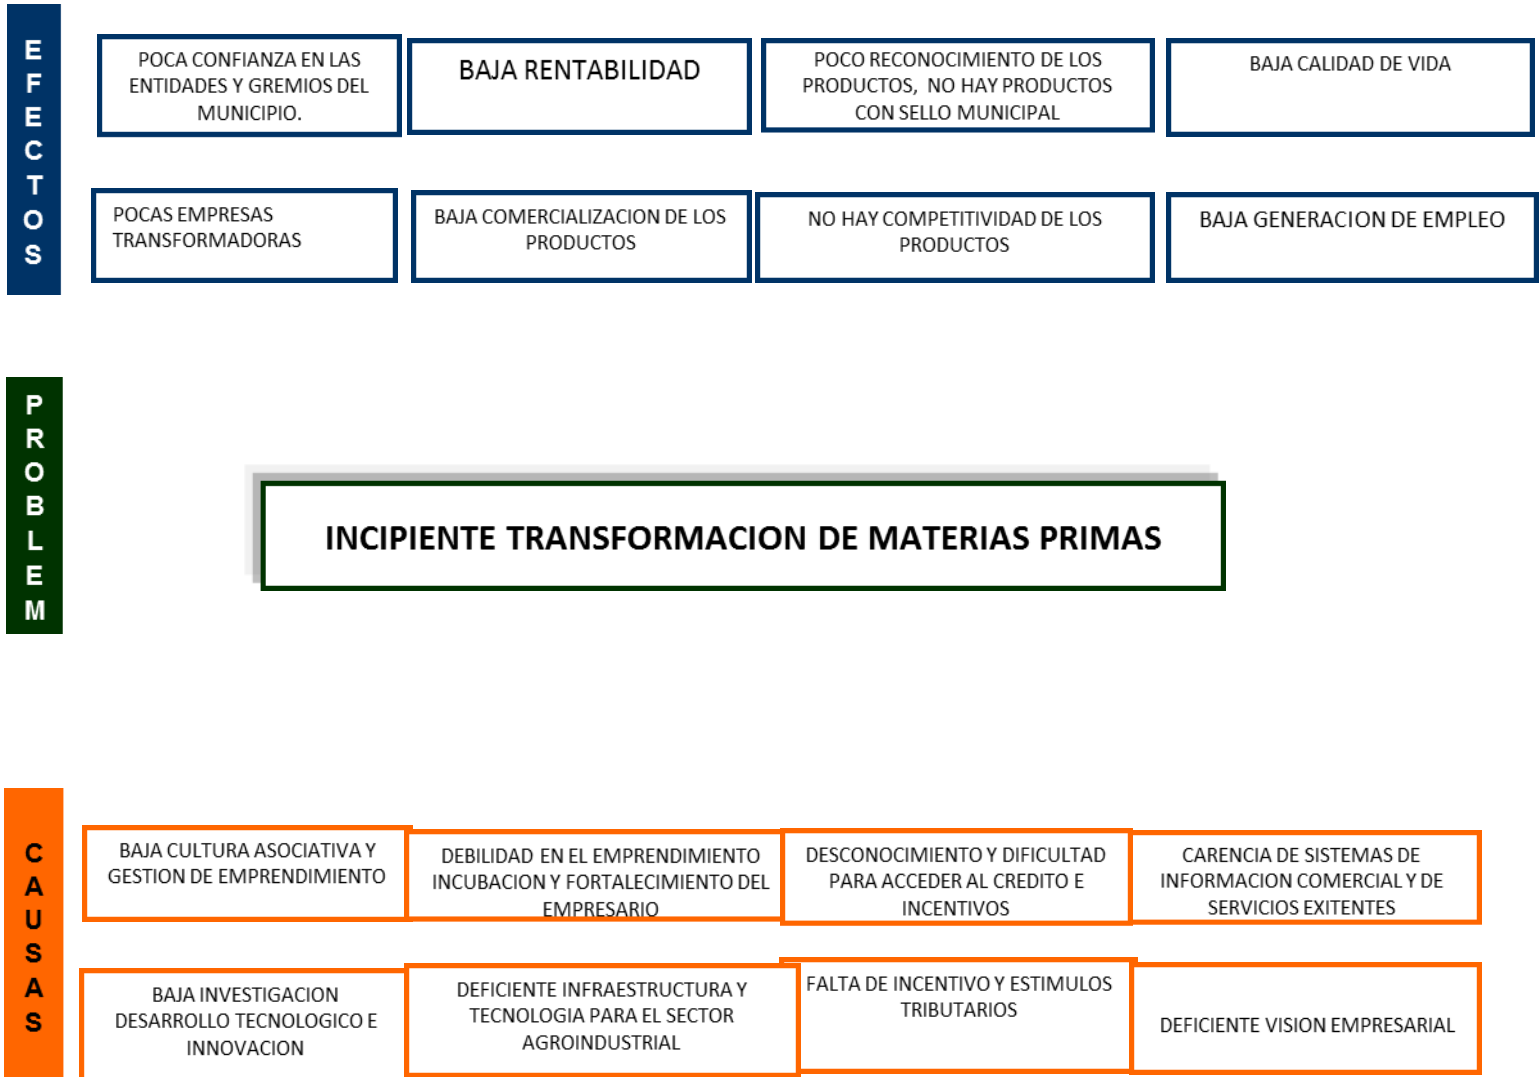 EFECTOS
POCA CONFIANZA EN LAS
ENTIDADES Y GREMIOS DEL
MUNICIPIO.
BAJA RENTABILIDAD
POCO RECONOCIMIENTO DE LOS
PRODUCTOS, NO HAY PRODUCTOS
CON SELLO MUNICIPAL
BAJA CALIDAD DE VIDA
POCAS EMPRESAS
TRANSFORMADORAS
BAJA COMERCIALIZACION DE LOS
PRODUCTOS
NO HAY COMPETITIVIDAD DE LOS
PRODUCTOS
BAJA GENERACION DE EMPLEO
PROBLEM
INCIPIENTE TRANSFORMACION DE MATERIAS PRIMAS
CAUSAS
BAJA CULTURA ASOCIATIVA Y
GESTION DE EMPRENDIMIENTO
DEBILIDAD EN EL EMPRENDIMIENTO
INCUBACION Y FORTALECIMIENTO DEL
EMPRESARIO
DESCONOCIMIENTO Y DIFICULTAD
PARA ACCEDER AL CREDITO E
INCENTIVOS
CARENCIA DE SISTEMAS DE
INFORMACION COMERCIAL Y DE
SERVICIOS EXITENTES
BAJA INVESTIGACION
DESARROLLO TECNOLOGICO E
INNOVACION
DEFICIENTE INFRAESTRUCTURA Y
TECNOLOGIA PARA EL SECTOR
AGROINDUSTRIAL
FALTA DE INCENTIVO Y ESTIMULOS
TRIBUTARIOS
DEFICIENTE VISION EMPRESARIAL